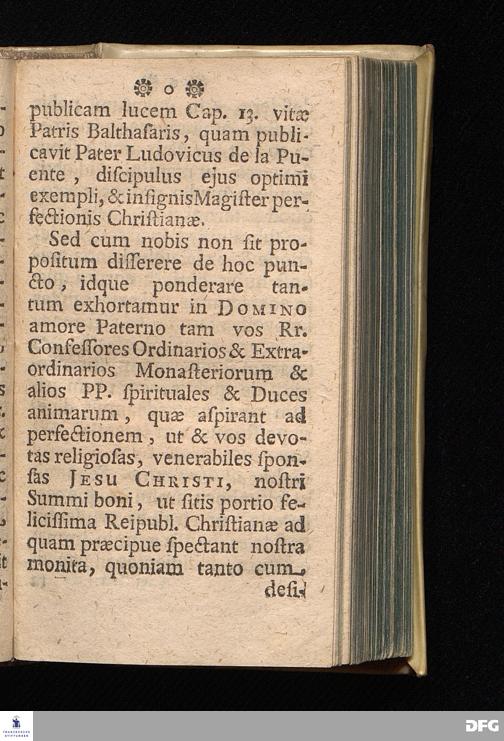 o
publicam lucem Cap. 13. vitæ
Patris Balthaſaris, quam publi-
cavit Pater Ludovicus de la Pu-
ente, diſcipulus ejus optimi
exempli, & inſignis Magiſter per-
fectionis Chriſtianæ.
Sed cum nobis non ſit pro-
poſitum diſſerere de hoc pun-
cto, idque ponderare tan-
tum exhortamur in DOMINO
amore Paterno tam vos Rr.
Confeſſores Ordinarios & Extra-
ordinarios Monaſteriorum &
alios PP. ſpirituales & Duces
animarum, quæ aſpirant ad
perfectionem, ut & vos devo-
tas religioſas, venerabiles ſpon-
ſas JESU CHRISTI, noſtri
Summi boni, ut ſitis portio fe-
liciſſima Reipubl. Chriſtianæ ad
quam præcipue ſpectant noſtra
monita, quoniam tanto cum
deſi-
FRANCKESCHE
STIFTUNGEN
DFG